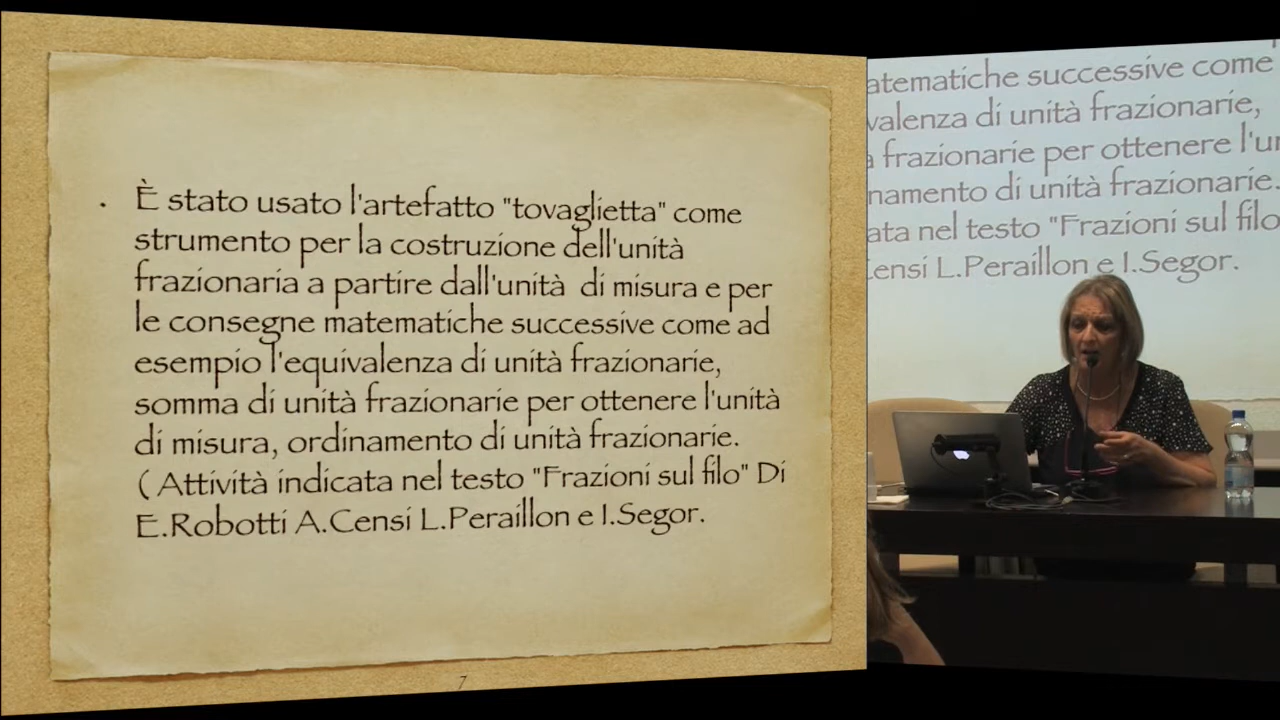 . È stato usato l'artefatto "tovaglietta" come
strumento per la costruzione dell'unità
frazionaria a partire dall'unità di misura e per
le consegne matematiche successive come ad
esempio l'equivalenza di unità frazionarie,
somma di unità frazionarie per ottenere l'unità
di misura, ordinamento di unità frazionarie.
( Attività indicata nel testo "Frazioni sul filo" Di
E.Robotti A.Censi L.Peraillon e I.Segor.
7
atematiche successive come
valenza di unità frazionarie,
frazionarie per ottenere l'un
namento di unità frazionarie.
ata nel testo "Frazioni sul filo
Censi L.Peraillon e I.Segor.